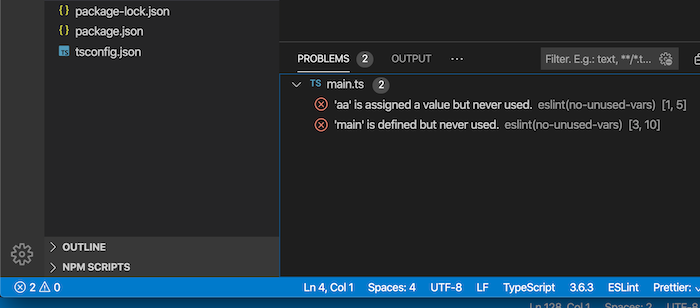 {} package-lock.json
{} package.json
TS tsconfig.json
PROBLEMS 2 OUTPUT ... Filter. E.g.: text, **/*.t...
TS main.ts 2
'aa' is assigned a value but never used. eslint(no-unused-vars) [1, 5]
'main' is defined but never used. eslint(no-unused-vars) [3, 10]
OUTLINE
NPM SCRIPTS
2 0 Ln 4, Col 1 Spaces: 4 UTF-8 LF TypeScript 3.6.3 ESLint Prettier: ✓
Ln 128, Col 1 Spaces: 2 UTF-8